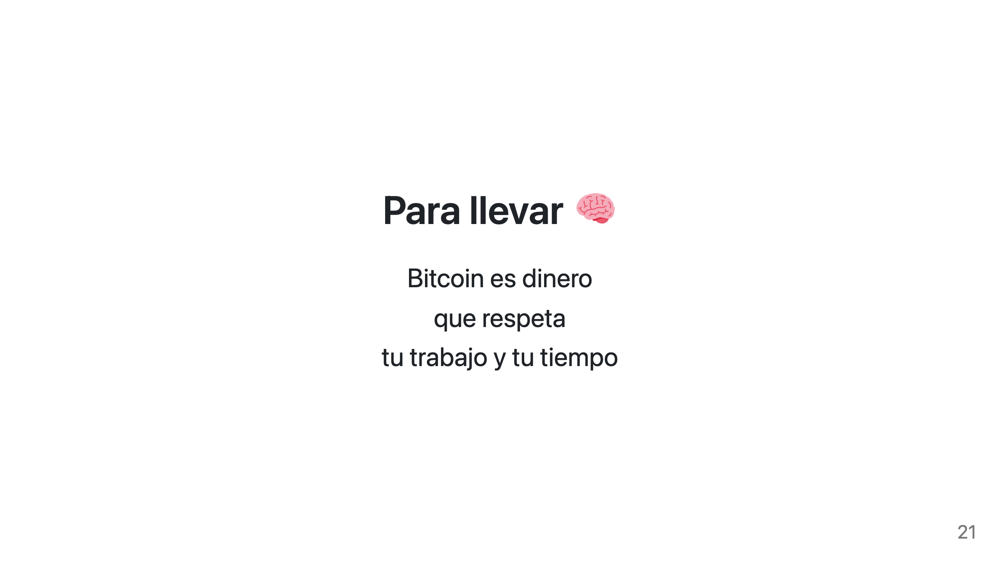 Para llevar 🧠
Bitcoin es dinero
que respeta
tu trabajo y tu tiempo
21